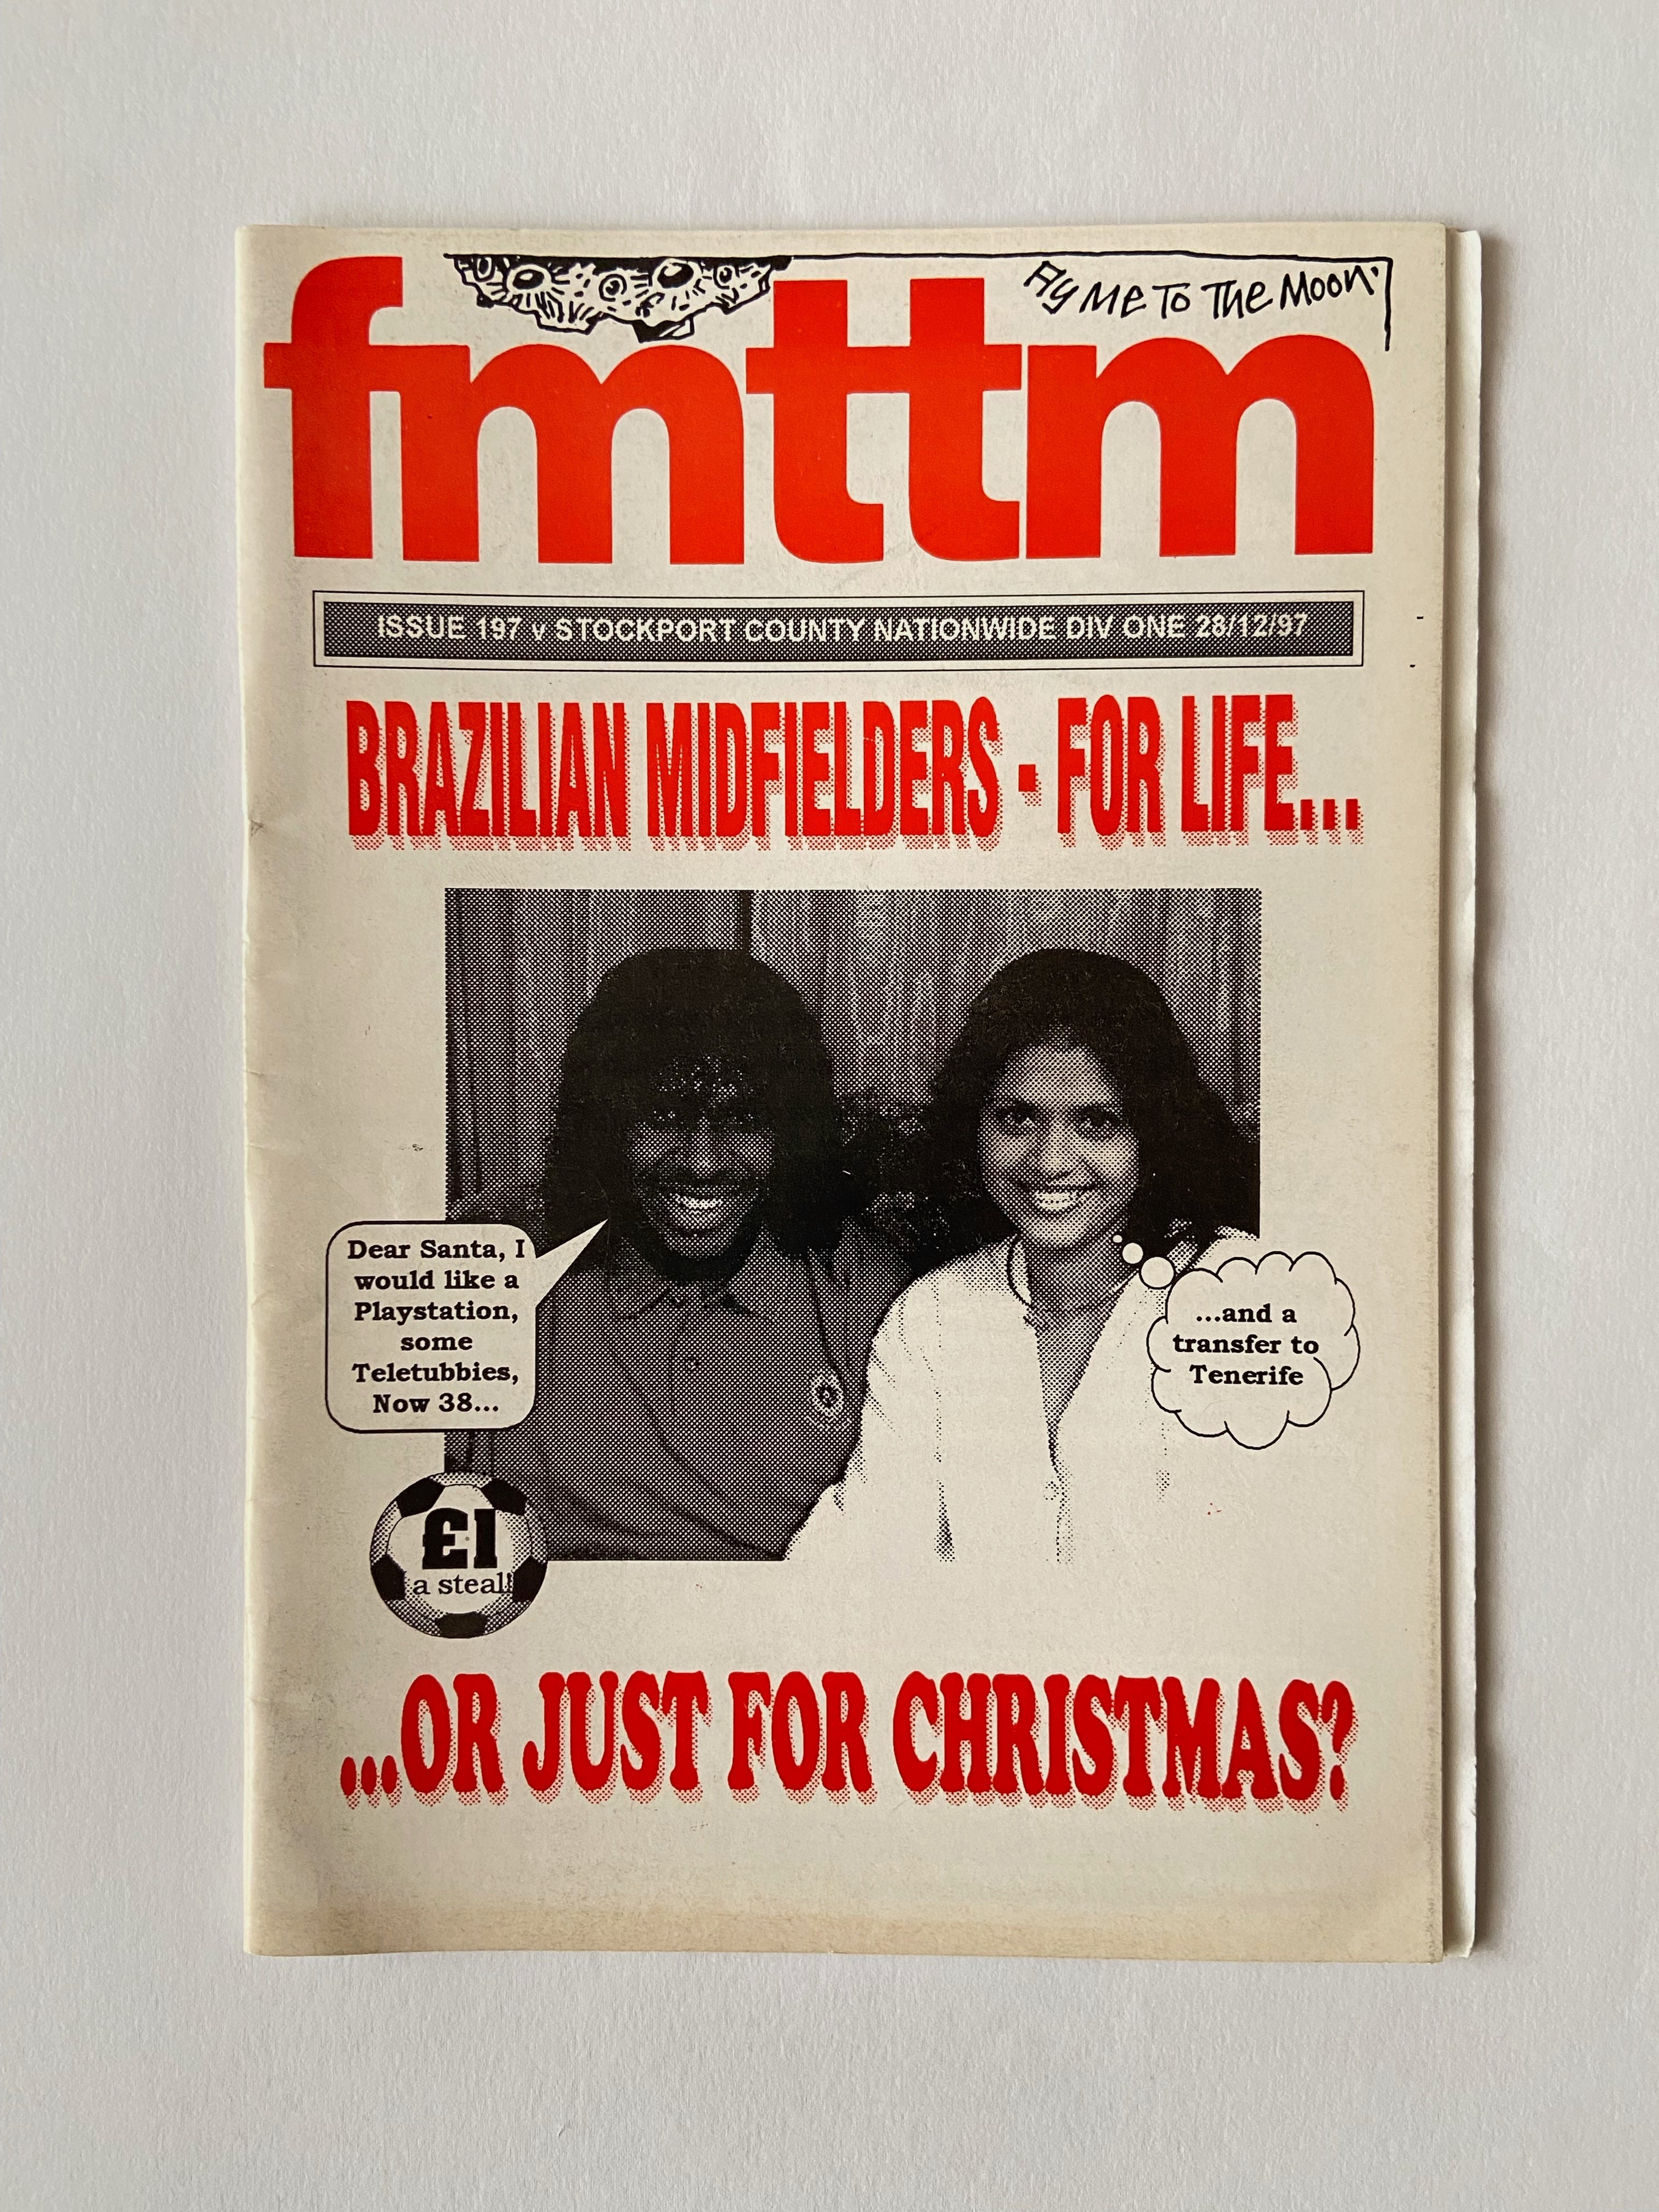 Fly Me To The Moon
fmttm
ISSUE 197 v STOCKPORT COUNTY NATIONWIDE DIV ONE 28/12/97
BRAZILIAN MIDFIELDERS - FOR LIFE...
Dear Santa, I
would like a
Playstation,
some
Teletubbies,
Now 38...
...and a
transfer to
Tenerife
£1
a steal!
...OR JUST FOR CHRISTMAS?